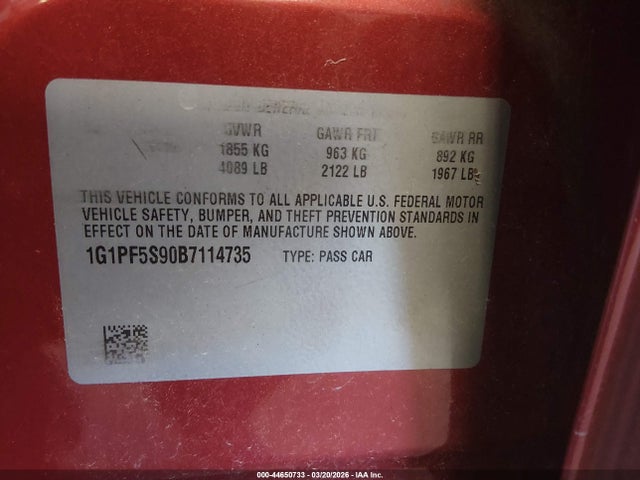 GENERAL
GVWR GAWR FRT GAWR RR
1855 KG 963 KG 892 KG
4089 LB 2122 LB 1967 LB
THIS VEHICLE CONFORMS TO ALL APPLICABLE U.S. FEDERAL MOTOR
VEHICLE SAFETY, BUMPER, AND THEFT PREVENTION STANDARDS IN
EFFECT ON THE DATE OF MANUFACTURE SHOWN ABOVE.
1G1PF5S90B7114735 TYPE: PASS CAR
000-44650733 — 03/20/2026 — IAA Inc.